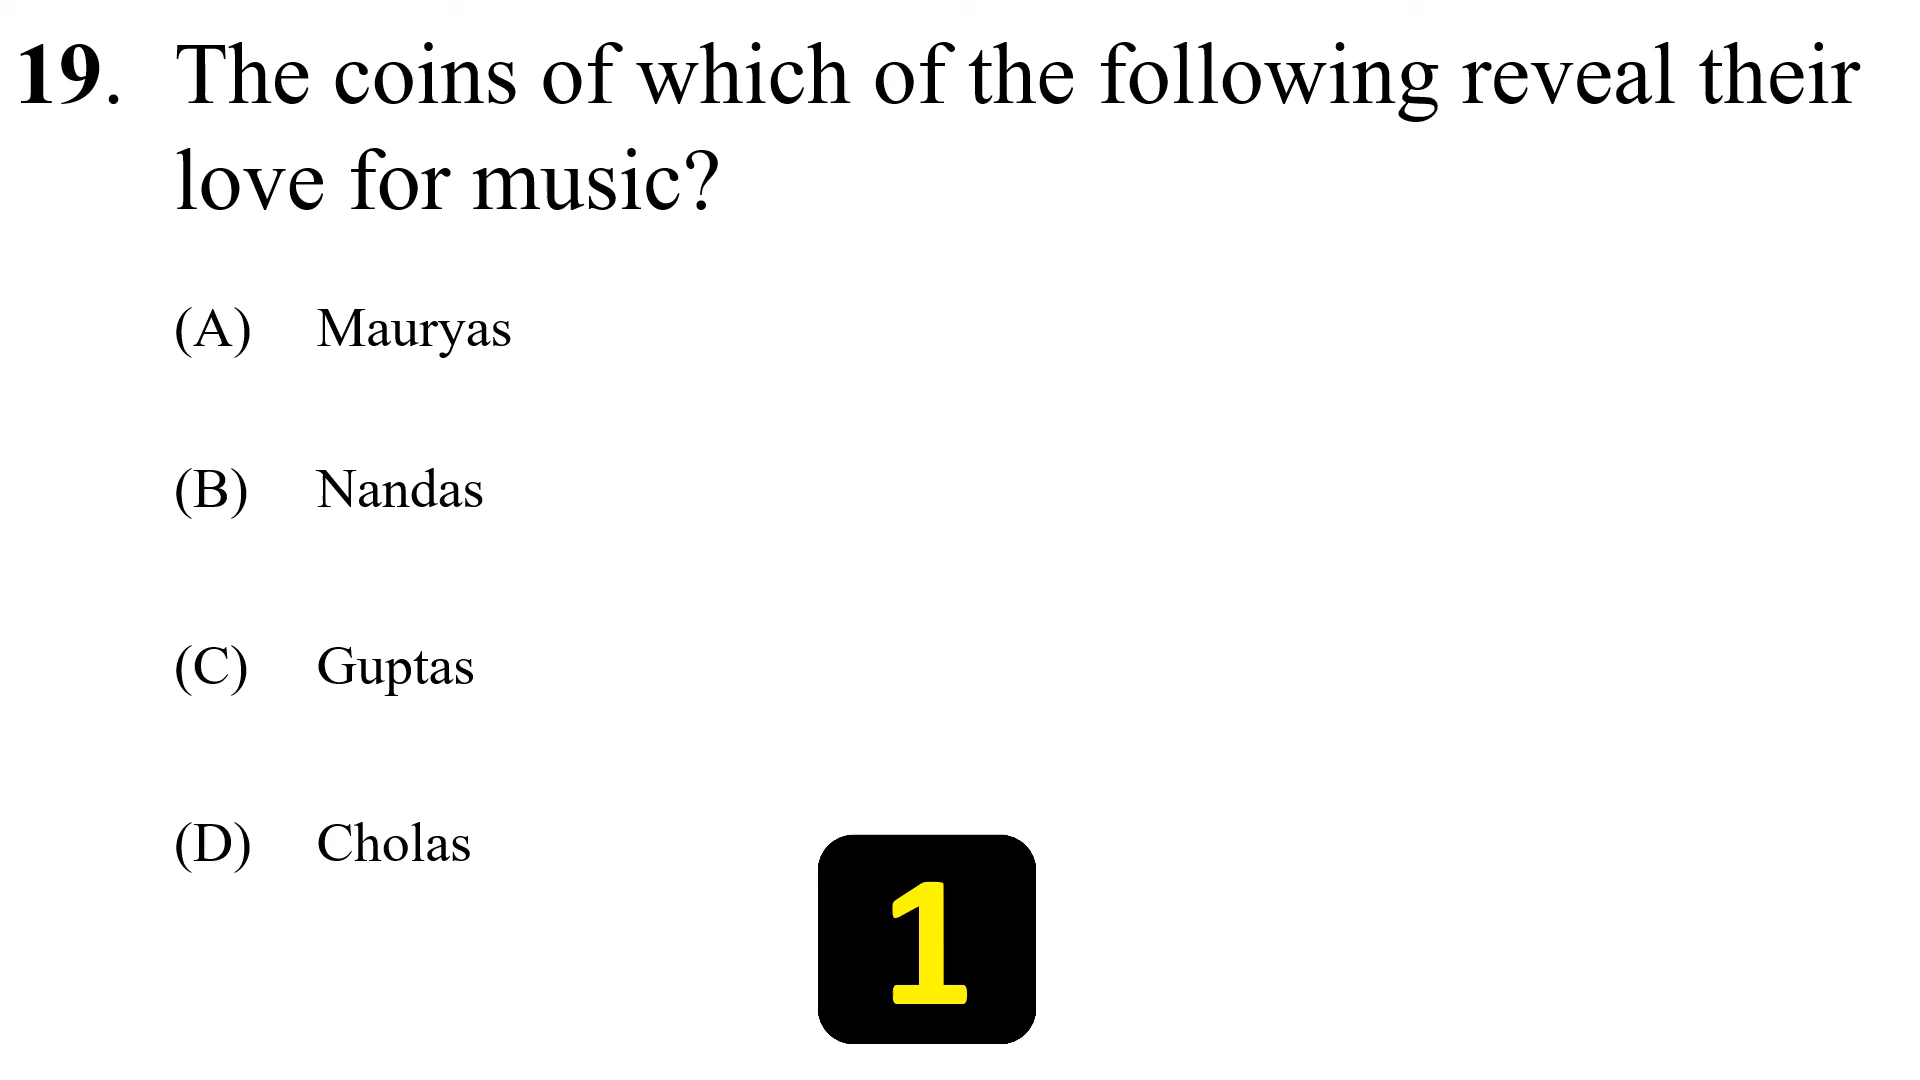 19. The coins of which of the following reveal their
love for music?
(A) Mauryas
(B) Nandas
(C) Guptas
(D) Cholas
1